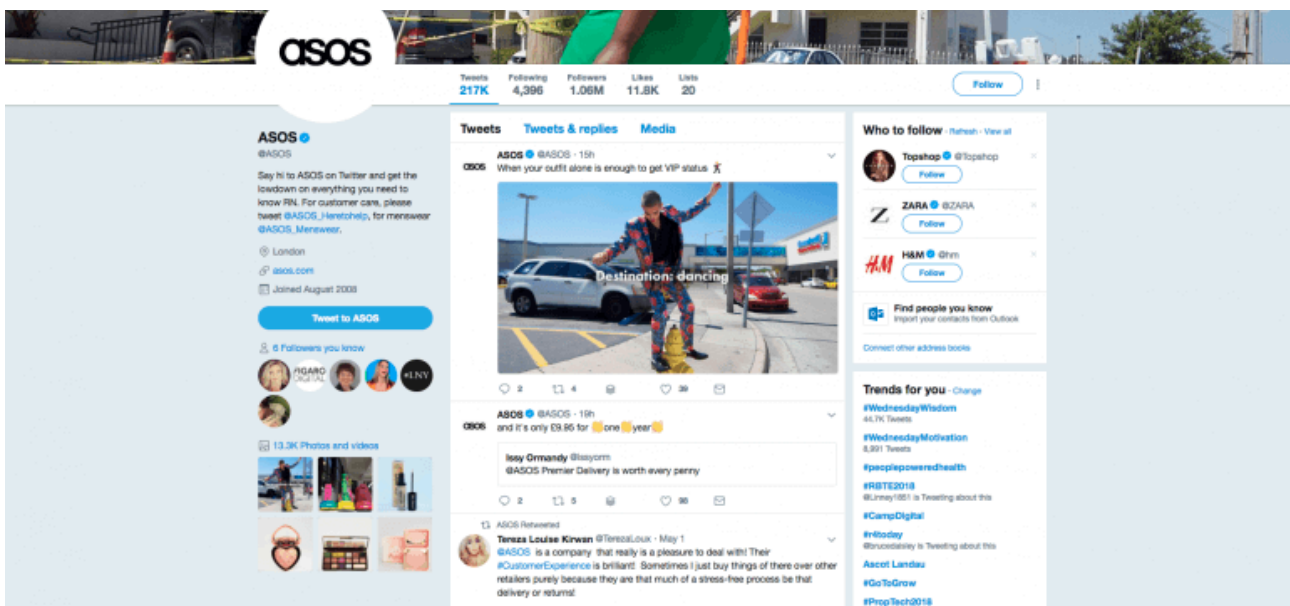 asos
Tweets
217K
Following
4,396
Followers
1.06M
Likes
11.8K
Lists
20
Follow
ASOS
@ASOS
Say hi to ASOS on Twitter and get the
lowdown on everything you need to
know RN. For customer care, please
tweet @ASOS_Heretohelp, for menswear
@ASOS_Menswear.
London
asos.com
Joined August 2008
Tweet to ASOS
6 Followers you know
FIGARO
DIGITAL
eLNY
13.3K Photos and videos
Tweets Tweets & replies Media
ASOS @ASOS · 15h
asos
When your outfit alone is enough to get VIP status
Destination: dancing
2 4 39
ASOS @ASOS · 19h
asos
and it's only £9.95 for one year
Issy Ormandy @issyorm
@ASOS Premier Delivery is worth every penny
2 5 98
ASOS Retweeted
Tereza Louise Kirwan @TerezaLoux · May 1
@ASOS is a company that really is a pleasure to deal with! Their
#CustomerExperience is brilliant! Sometimes I just buy things of there over other
retailers purely because they are that much of a stress-free process be that
delivery or returns!
Who to follow · Refresh · View all
Topshop @Topshop
Follow
Z
ZARA @ZARA
Follow
H&M
H&M @hm
Follow
Find people you know
Import your contacts from Outlook
Connect other address books
Trends for you · Change
#WednesdayWisdom
44.7K Tweets
#WednesdayMotivation
8,991 Tweets
#peoplepoweredhealth
#RBTE2018
@Linney1851 is Tweeting about this
#CampDigital
#r4today
@brucedaisley is Tweeting about this
Ascot Landau
#GoToGrow
#PropTech2018